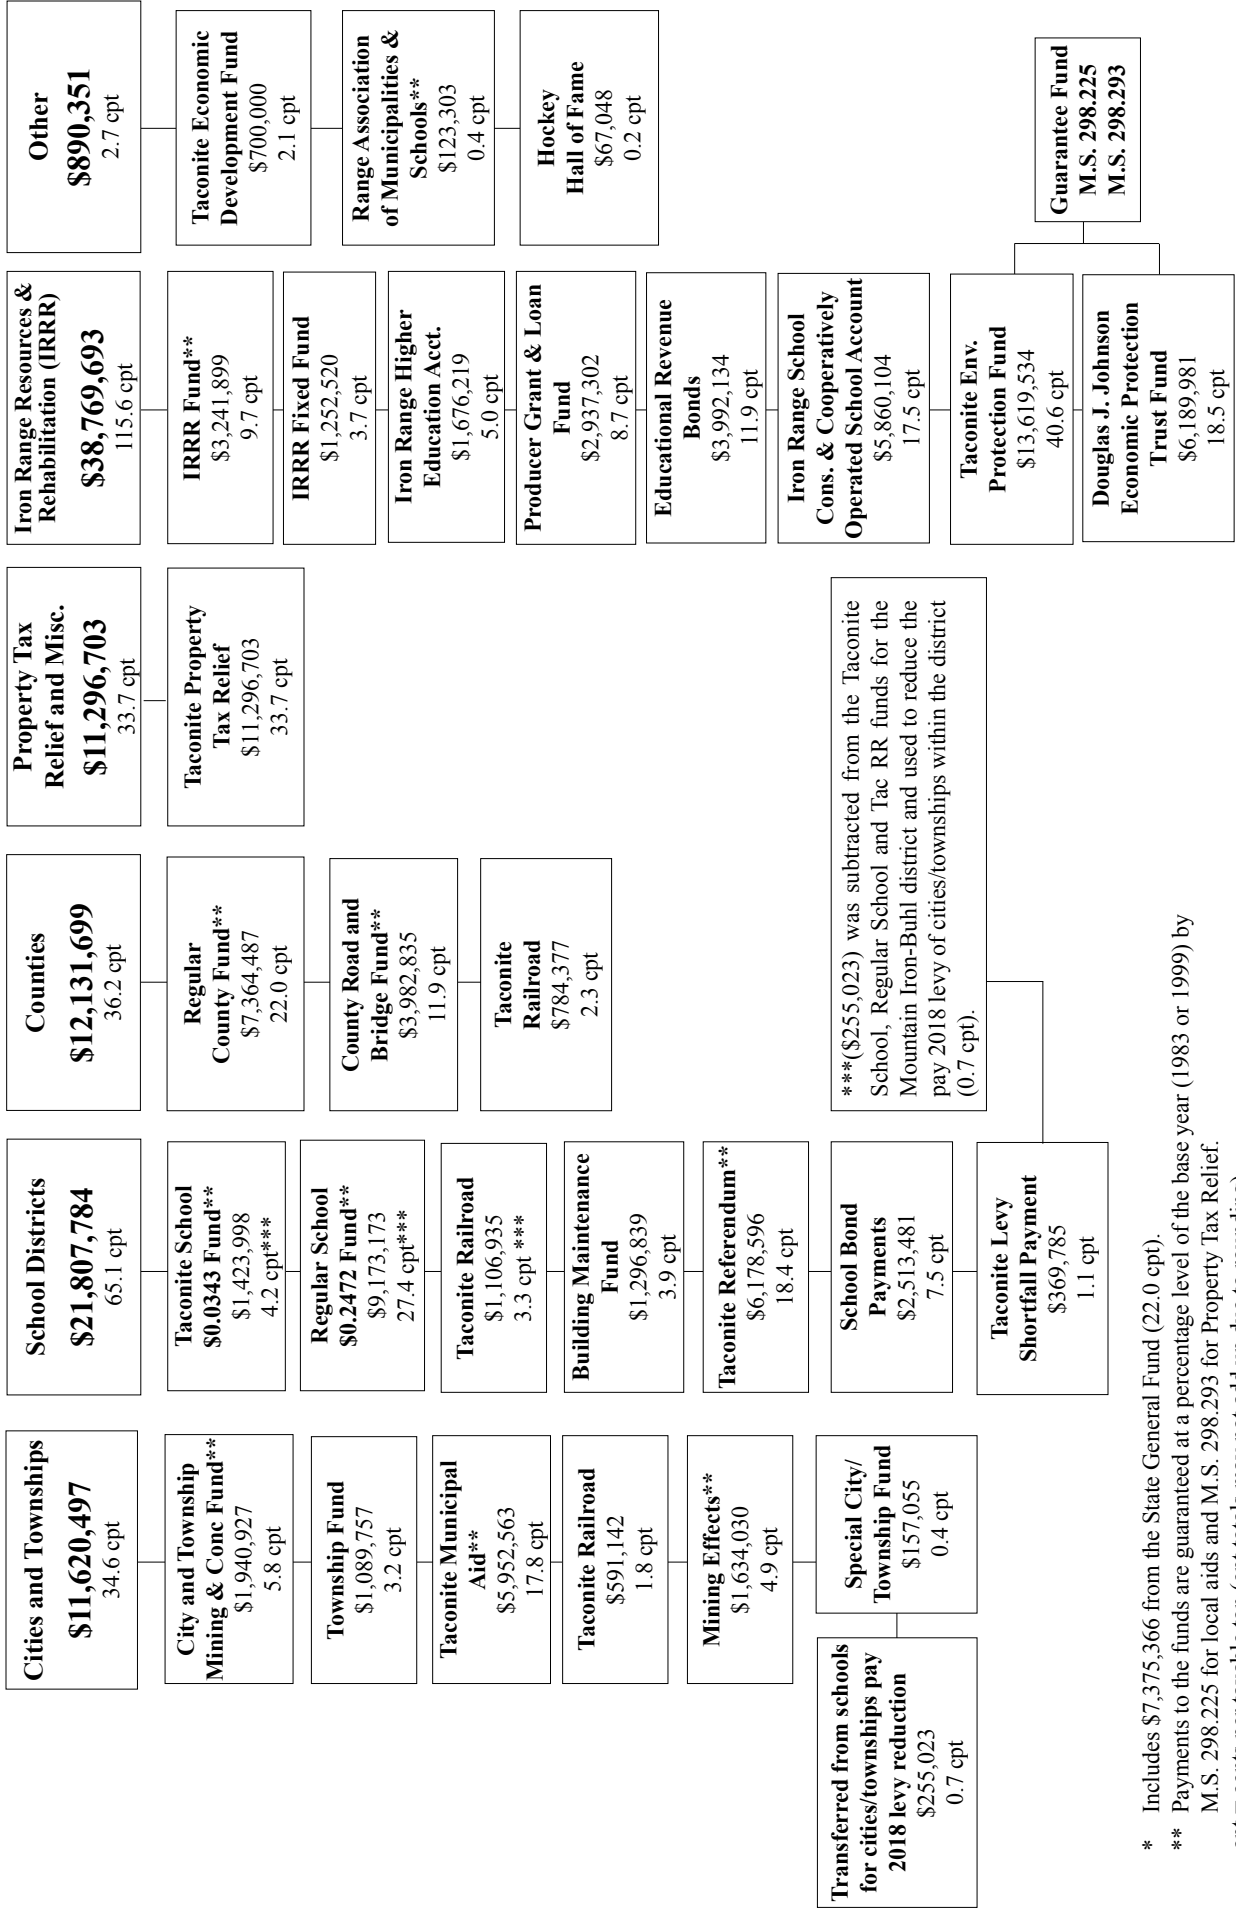 Cities and Townships
$11,620,497
34.6 cpt
City and Township
Mining & Conc Fund**
$1,940,927
5.8 cpt
Township Fund
$1,089,757
3.2 cpt
Taconite Municipal
Aid**
$5,952,563
17.8 cpt
Taconite Railroad
$591,142
1.8 cpt
Mining Effects**
$1,634,030
4.9 cpt
Special City/
Township Fund
$157,055
0.4 cpt
Transferred from schools
for cities/townships pay
2018 levy reduction
$255,023
0.7 cpt
School Districts
$21,807,784
65.1 cpt
Taconite School
$0.0343 Fund**
$1,423,998
4.2 cpt***
Regular School
$0.2472 Fund**
$9,173,173
27.4 cpt***
Taconite Railroad
$1,106,935
3.3 cpt ***
Building Maintenance
Fund
$1,296,839
3.9 cpt
Taconite Referendum**
$6,178,596
18.4 cpt
School Bond
Payments
$2,513,481
7.5 cpt
Taconite Levy
Shortfall Payment
$369,785
1.1 cpt
Counties
$12,131,699
36.2 cpt
Regular
County Fund**
$7,364,487
22.0 cpt
County Road and
Bridge Fund**
$3,982,835
11.9 cpt
Taconite
Railroad
$784,377
2.3 cpt
***($255,023) was subtracted from the Taconite
School, Regular School and Tac RR funds for the
Mountain Iron-Buhl district and used to reduce the
pay 2018 levy of cities/townships within the district
(0.7 cpt).
Property Tax
Relief and Misc.
$11,296,703
33.7 cpt
Taconite Property
Tax Relief
$11,296,703
33.7 cpt
Iron Range Resources &
Rehabilitation (IRRR)
$38,769,693
115.6 cpt
IRRR Fund**
$3,241,899
9.7 cpt
IRRR Fixed Fund
$1,252,520
3.7 cpt
Iron Range Higher
Education Acct.
$1,676,219
5.0 cpt
Producer Grant & Loan
Fund
$2,937,302
8.7 cpt
Educational Revenue
Bonds
$3,992,134
11.9 cpt
Iron Range School
Cons. & Cooperatively
Operated School Account
$5,860,104
17.5 cpt
Taconite Env.
Protection Fund
$13,619,534
40.6 cpt
Douglas J. Johnson
Economic Protection
Trust Fund
$6,189,981
18.5 cpt
Other
$890,351
2.7 cpt
Taconite Economic
Development Fund
$700,000
2.1 cpt
Range Association
of Municipalities &
Schools**
$123,303
0.4 cpt
Hockey
Hall of Fame
$67,048
0.2 cpt
Guarantee Fund
M.S. 298.225
M.S. 298.293
* Includes $7,375,366 from the State General Fund (22.0 cpt).
** Payments to the funds are guaranteed at a percentage level of the base year (1983 or 1999) by
M.S. 298.225 for local aids and M.S. 298.293 for Property Tax Relief.
cpt = cents per taxable ton (cpt totals may not add up due to rounding)